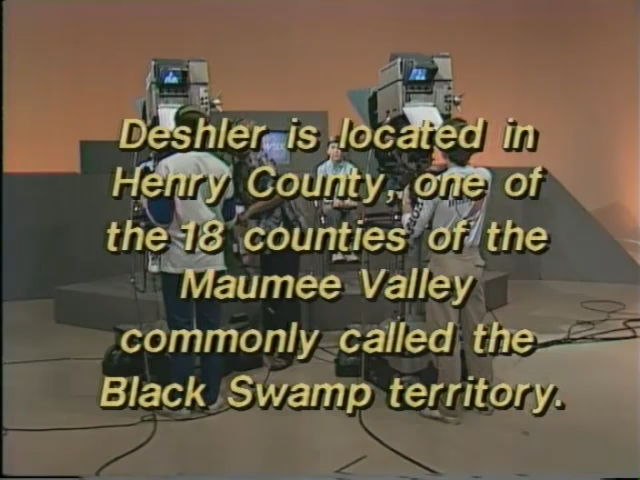 Deshler is located in
Henry County, one of
the 18 counties of the
Maumee Valley
commonly called the
Black Swamp territory.